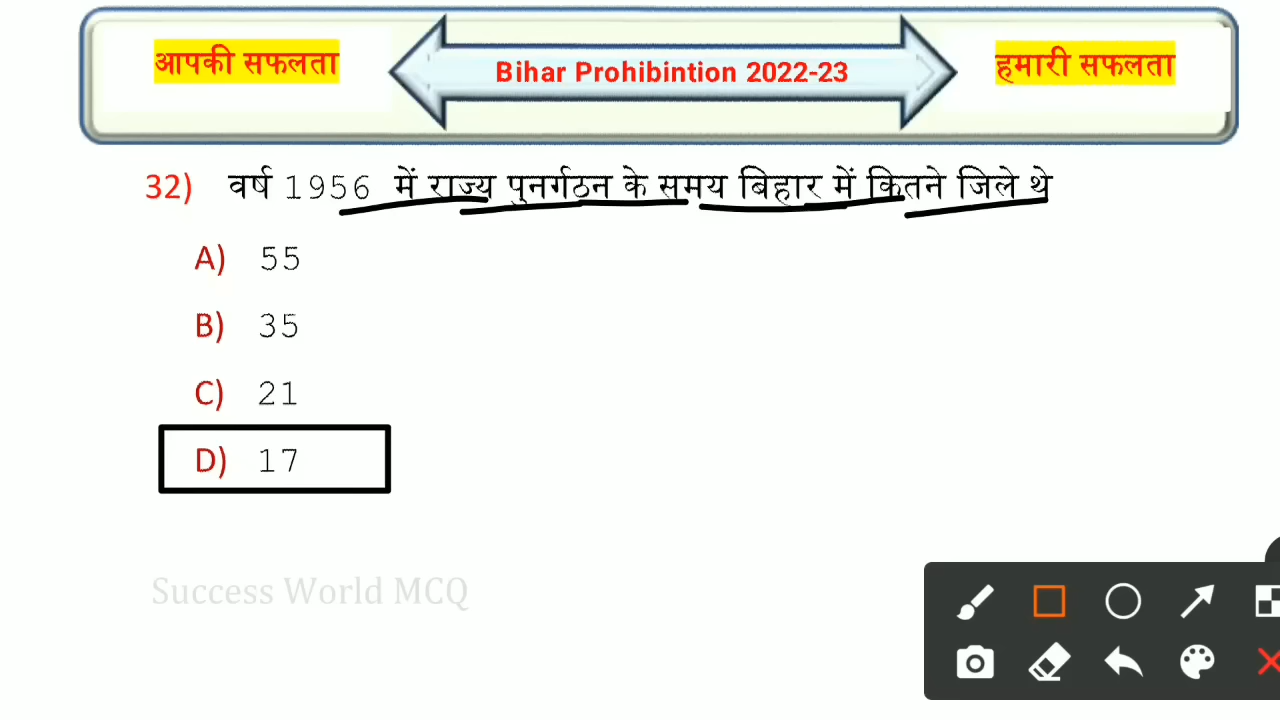 आपकी सफलता
Bihar Prohibintion 2022-23
हमारी सफलता
32) वर्ष 1956 में राज्य पुनर्गठन के समय बिहार में कितने जिले थे
A) 55
B) 35
C) 21
D) 17
Success World MCQ